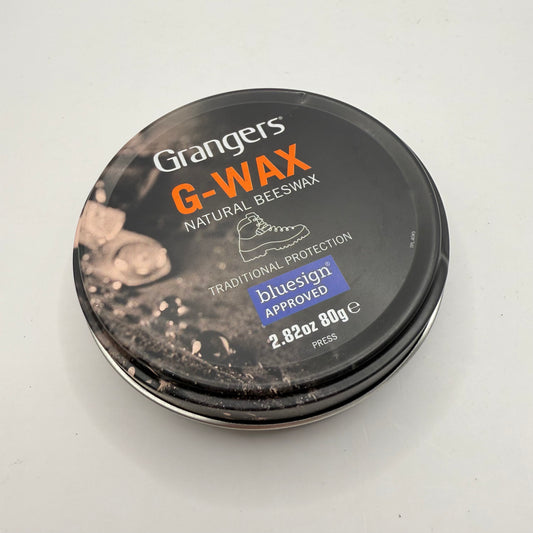 Grangers®
G-WAX
NATURAL BEESWAX
TRADITIONAL PROTECTION
bluesign®
APPROVED
2.82oz 80g ℮
PRESS